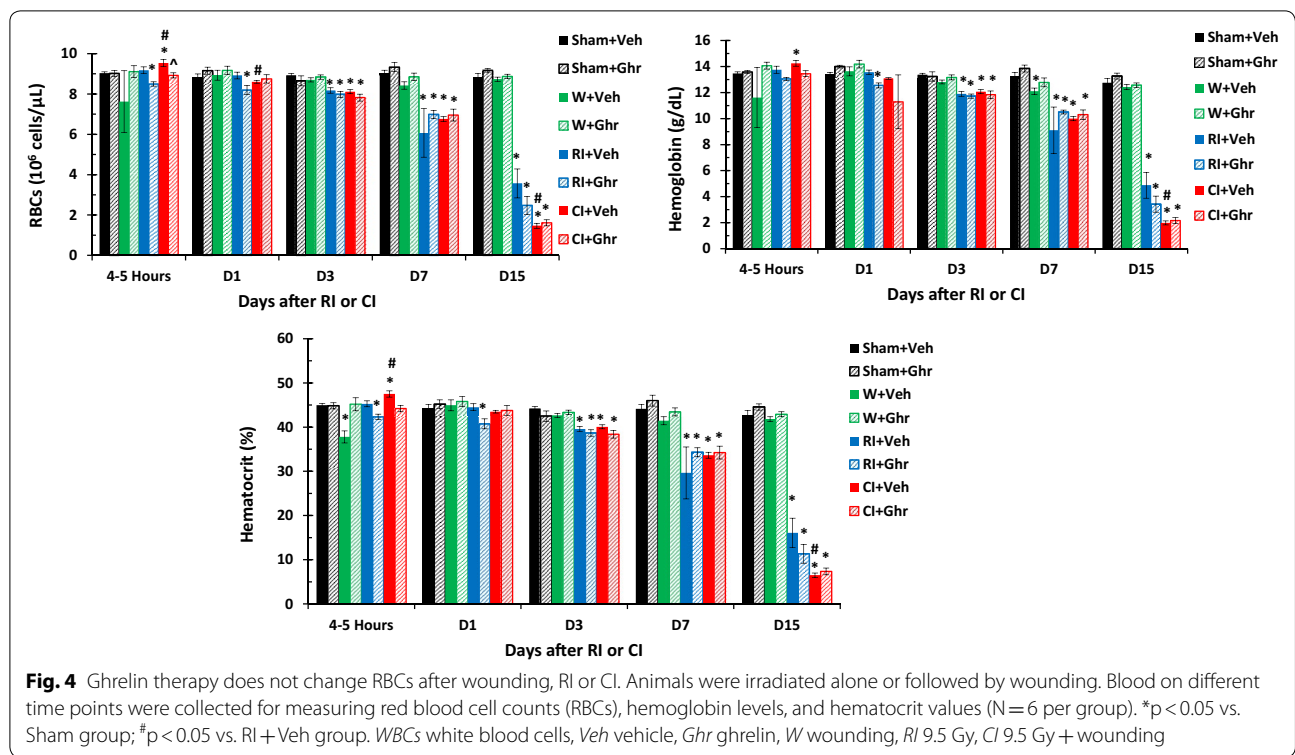 RBCs (10⁶ cells/µL)
10
8
6
4
2
0
# * * ^
* #
* * * *
* * * *
* * # * *
4-5 Hours D1 D3 D7 D15
Days after RI or CI
Sham+Veh
Sham+Ghr
W+Veh
W+Ghr
RI+Veh
RI+Ghr
CI+Veh
CI+Ghr
Hemoglobin (g/dL)
18
16
14
12
10
8
6
4
2
0
*
*
* * * *
* * * * *
* * # * *
4-5 Hours D1 D3 D7 D15
Days after RI or CI
Sham+Veh
Sham+Ghr
W+Veh
W+Ghr
RI+Veh
RI+Ghr
CI+Veh
CI+Ghr
Hematocrit (%)
60
50
40
30
20
10
0
* * # *
*
* * * *
* * * *
* * # * *
4-5 Hours D1 D3 D7 D15
Days after RI or CI
Sham+Veh
Sham+Ghr
W+Veh
W+Ghr
RI+Veh
RI+Ghr
CI+Veh
CI+Ghr
Fig. 4 Ghrelin therapy does not change RBCs after wounding, RI or CI. Animals were irradiated alone or followed by wounding. Blood on different
time points were collected for measuring red blood cell counts (RBCs), hemoglobin levels, and hematocrit values (N = 6 per group). *p < 0.05 vs.
Sham group; #p < 0.05 vs. RI + Veh group. WBCs white blood cells, Veh vehicle, Ghr ghrelin, W wounding, RI 9.5 Gy, CI 9.5 Gy + wounding